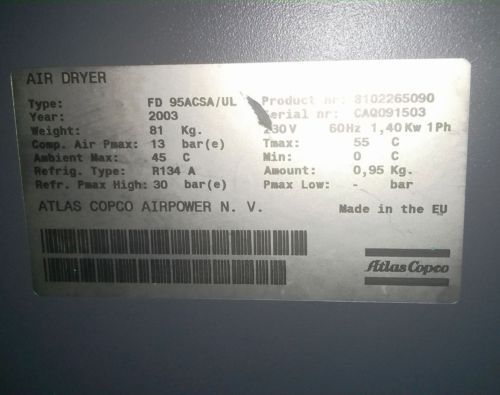 AIR DRYER
Type: FD 95ACSA/UL Product nr: 8102265090
Year: 2003 Serial nr: CAQ091503
Weight: 81 Kg. 230V 60Hz 1,40Kw 1Ph
Comp. Air Pmax: 13 bar(e) Tmax: 55 C
Ambient Max: 45 C Min: 0 C
Refrig. Type: R134 A Amount: 0,95 Kg.
Refr. Pmax High: 30 bar(e) Pmax Low: - bar
ATLAS COPCO AIRPOWER N. V. Made in the EU
Atlas Copco